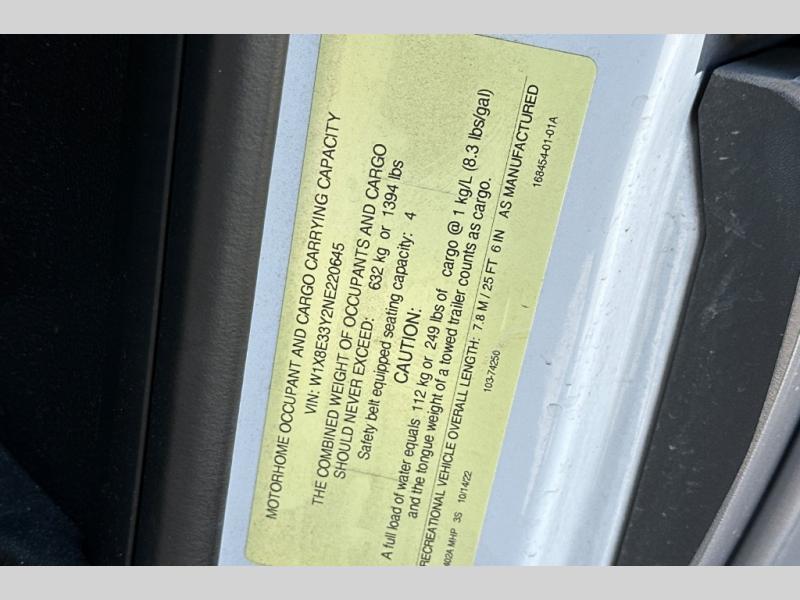 MOTORHOME OCCUPANT AND CARGO CARRYING CAPACITY
VIN: W1X8E33Y2NE220645
THE COMBINED WEIGHT OF OCCUPANTS AND CARGO
SHOULD NEVER EXCEED: 632 kg or 1394 lbs
Safety belt equipped seating capacity: 4
CAUTION:
A full load of water equals 112 kg or 249 lbs of cargo @ 1 kg/L (8.3 lbs/gal)
and the tongue weight of a towed trailer counts as cargo.
RECREATIONAL VEHICLE OVERALL LENGTH: 7.8 M / 25 FT 6 IN AS MANUFACTURED
402A MHP 3S 10/14/22 103-74250 168454-01-01A